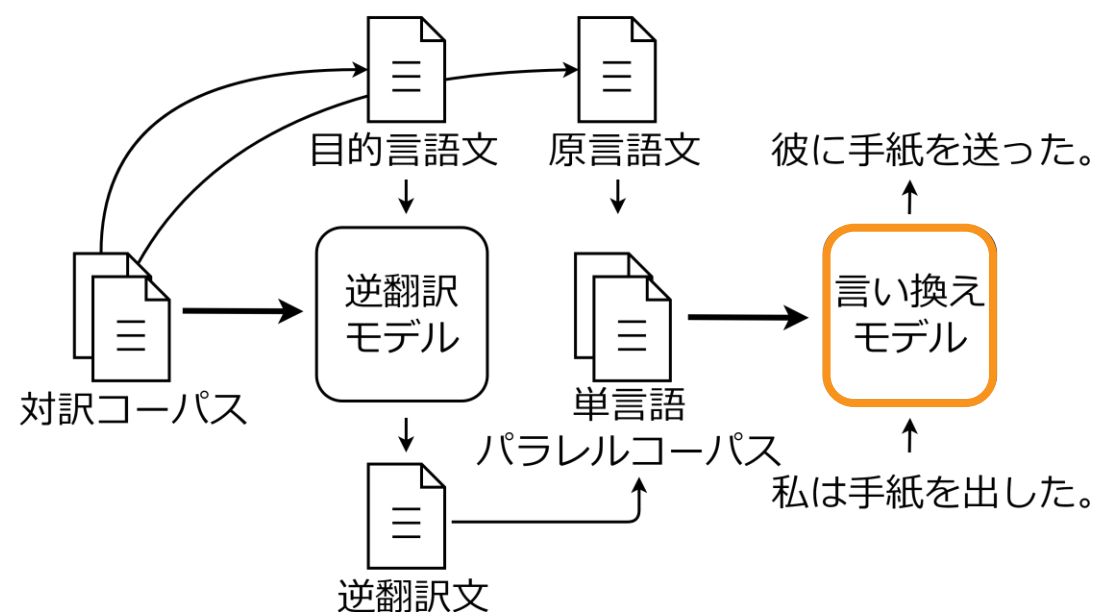 目的言語文
原言語文
彼に手紙を送った。
逆翻訳
モデル
言い換え
モデル
対訳コーパス
単言語
パラレルコーパス
私は手紙を出した。
逆翻訳文